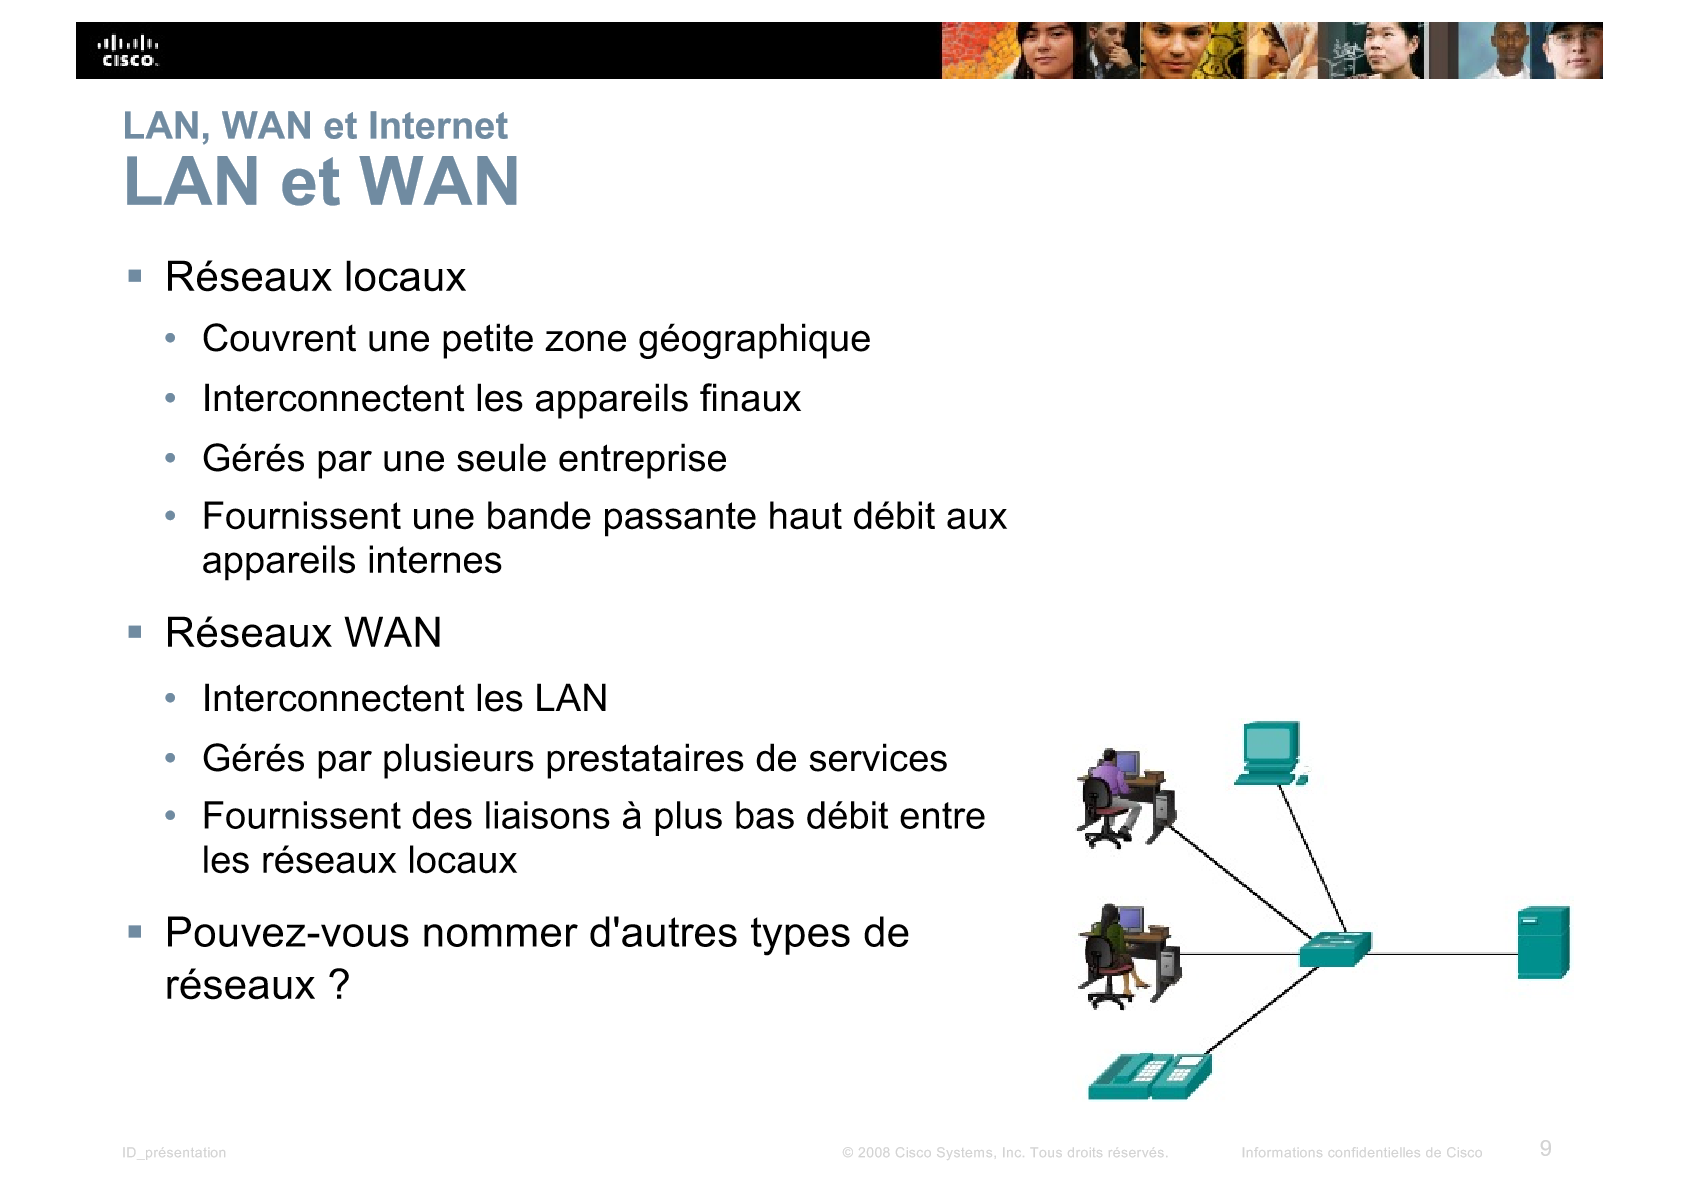 CISCO
LAN, WAN et Internet
LAN et WAN
▪ Réseaux locaux
• Couvrent une petite zone géographique
• Interconnectent les appareils finaux
• Gérés par une seule entreprise
• Fournissent une bande passante haut débit aux
appareils internes
▪ Réseaux WAN
• Interconnectent les LAN
• Gérés par plusieurs prestataires de services
• Fournissent des liaisons à plus bas débit entre
les réseaux locaux
▪ Pouvez-vous nommer d'autres types de
réseaux ?
ID_présentation
© 2008 Cisco Systems, Inc. Tous droits réservés.
Informations confidentielles de Cisco
9